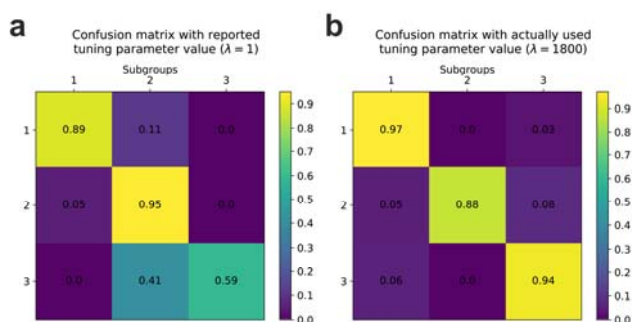 a
Confusion matrix with reported
tuning parameter value (λ = 1)
Subgroups
1 2 3
1 0.89 0.11 0.0
2 0.05 0.95 0.0
3 0.0 0.41 0.59
0.9
0.8
0.7
0.6
0.5
0.4
0.3
0.2
0.1
0.0
b
Confusion matrix with actually used
tuning parameter value (λ = 1800)
Subgroups
1 2 3
1 0.97 0.0 0.03
2 0.05 0.88 0.08
3 0.06 0.0 0.94
0.9
0.8
0.7
0.6
0.5
0.4
0.3
0.2
0.1
0.0